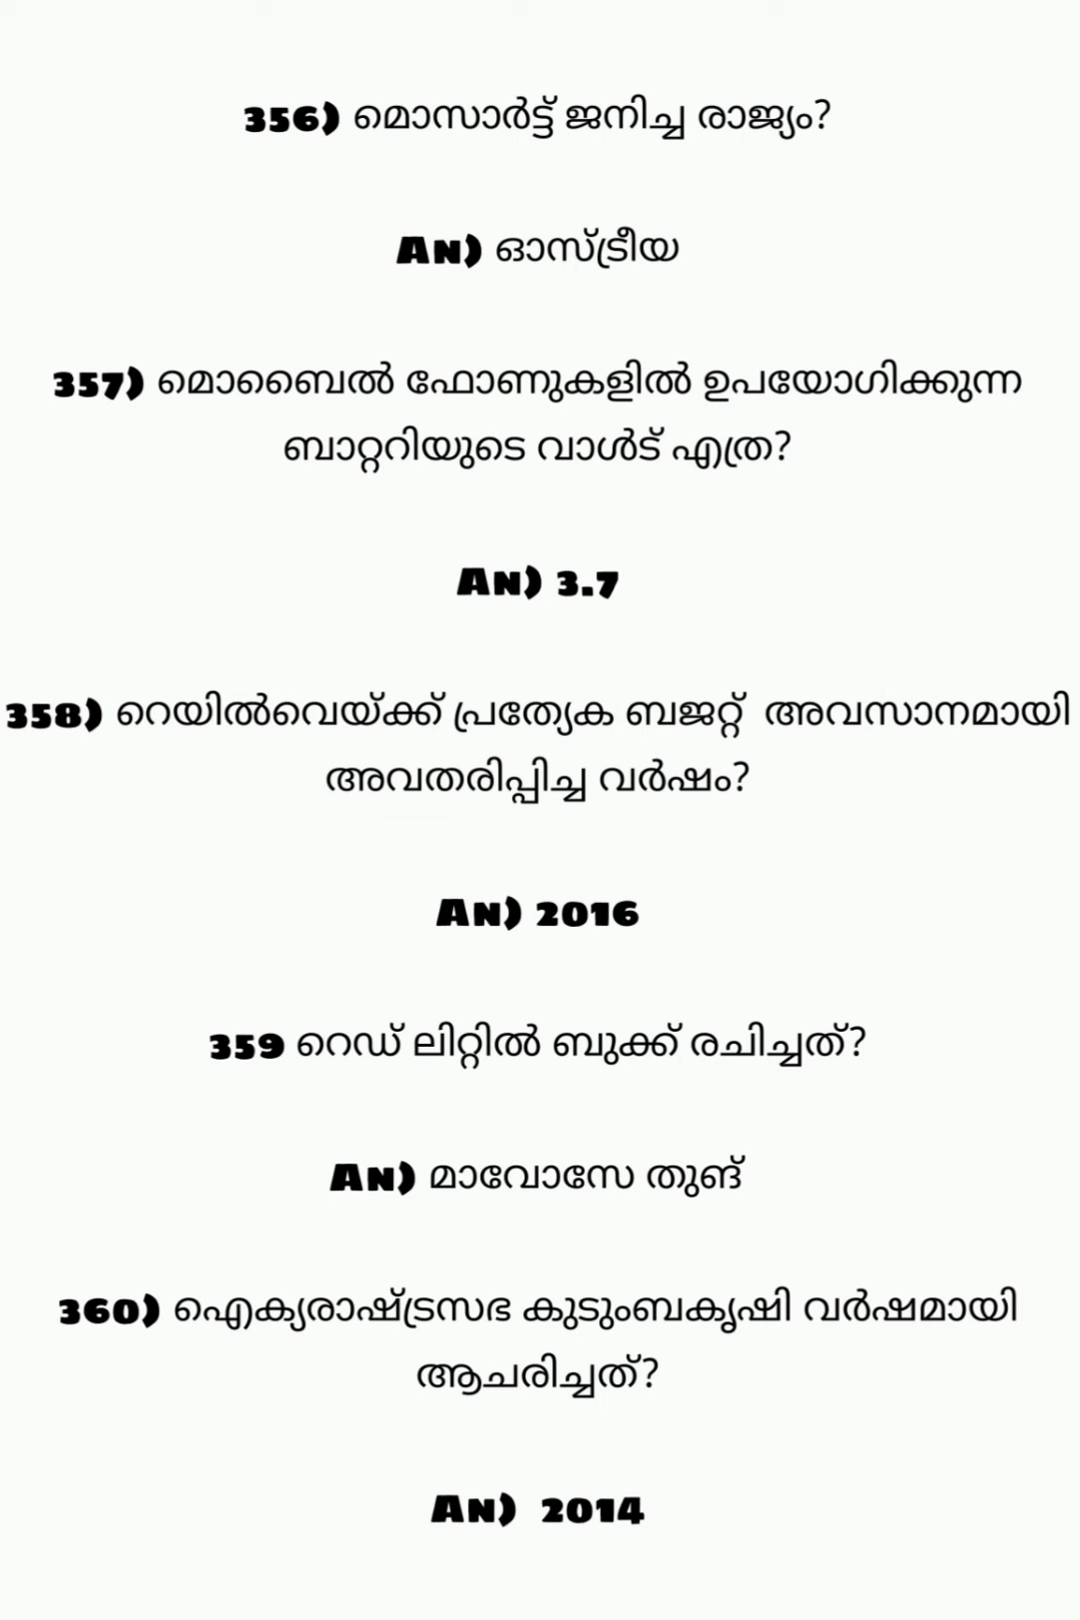 356) മൊസാർട്ട് ജനിച്ച രാജ്യം?
An) ഓസ്ട്രീയ
357) മൊബൈൽ ഫോണുകളിൽ ഉപയോഗിക്കുന്ന
ബാറ്ററിയുടെ വാൾട് എത്ര?
An) 3.7
358) റെയിൽവെയ്ക്ക് പ്രത്യേക ബജറ്റ് അവസാനമായി
അവതരിപ്പിച്ച വർഷം?
An) 2016
359 റെഡ് ലിറ്റിൽ ബുക്ക് രചിച്ചത്?
An) മാവോസേ തുങ്
360) ഐക്യരാഷ്ട്രസഭ കുടുംബകൃഷി വർഷമായി
ആചരിച്ചത്?
An) 2014